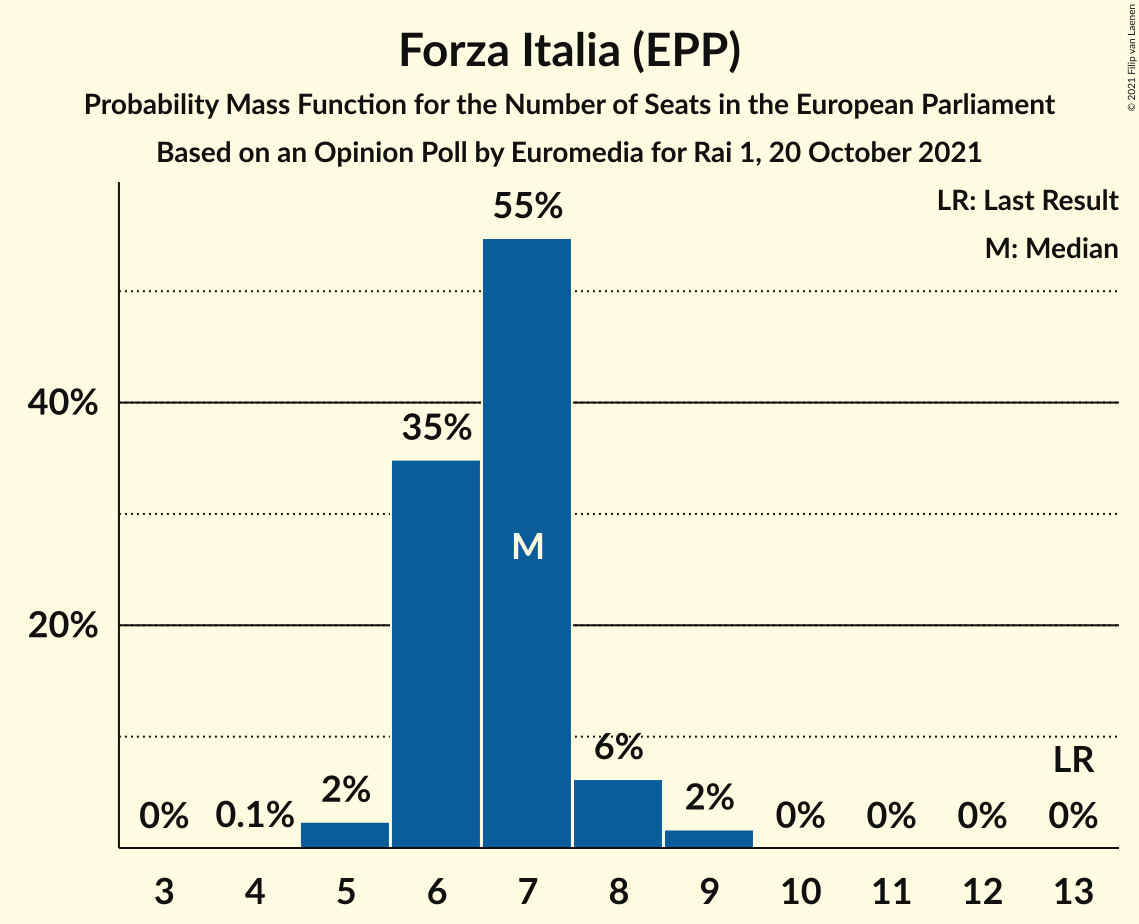 Forza Italia (EPP)
Probability Mass Function for the Number of Seats in the European Parliament
Based on an Opinion Poll by Euromedia for Rai 1, 20 October 2021
© 2021 Filip van Laenen
LR: Last Result
M: Median
55%
40%
35%
M
20%
6%
LR
0% 0.1% 2% 2% 0% 0% 0% 0%
3 4 5 6 7 8 9 10 11 12 13